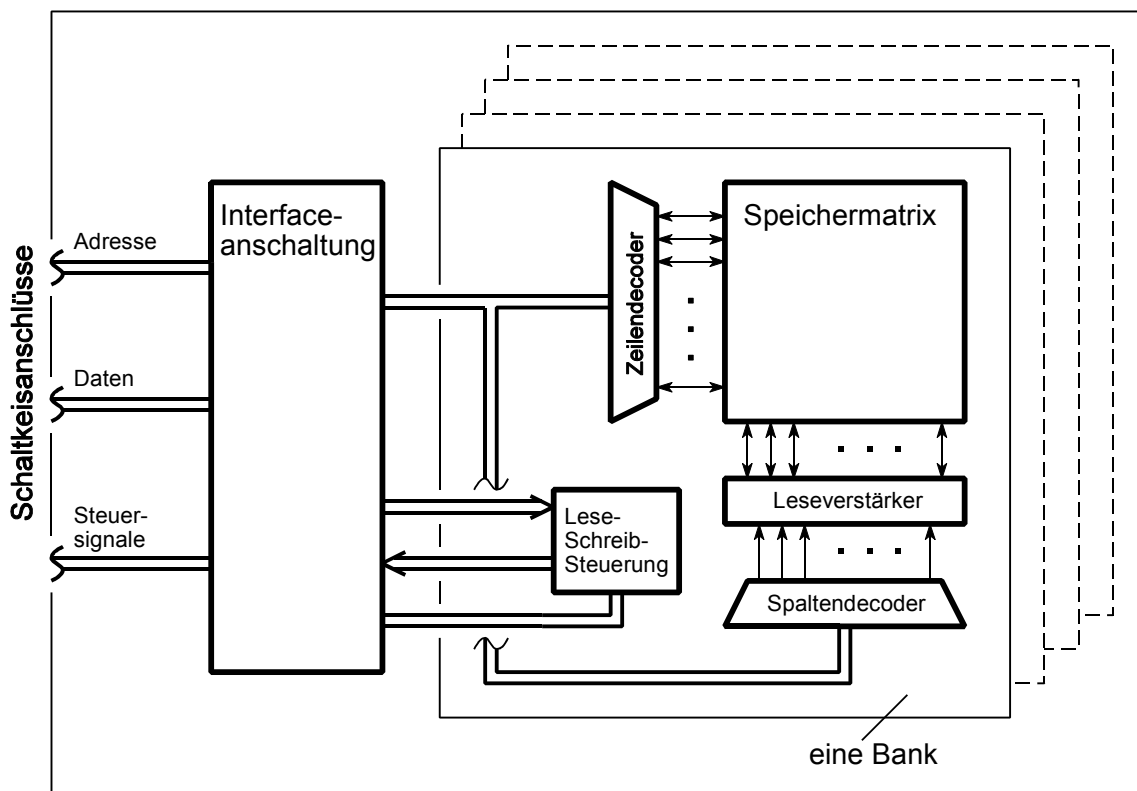 Schaltkeisanschlüsse
Adresse
Daten
Steuer-
signale
Interface-
anschaltung
Zeilendecoder
Speichermatrix
Leseverstärker
Lese-
Schreib-
Steuerung
Spaltendecoder
eine Bank